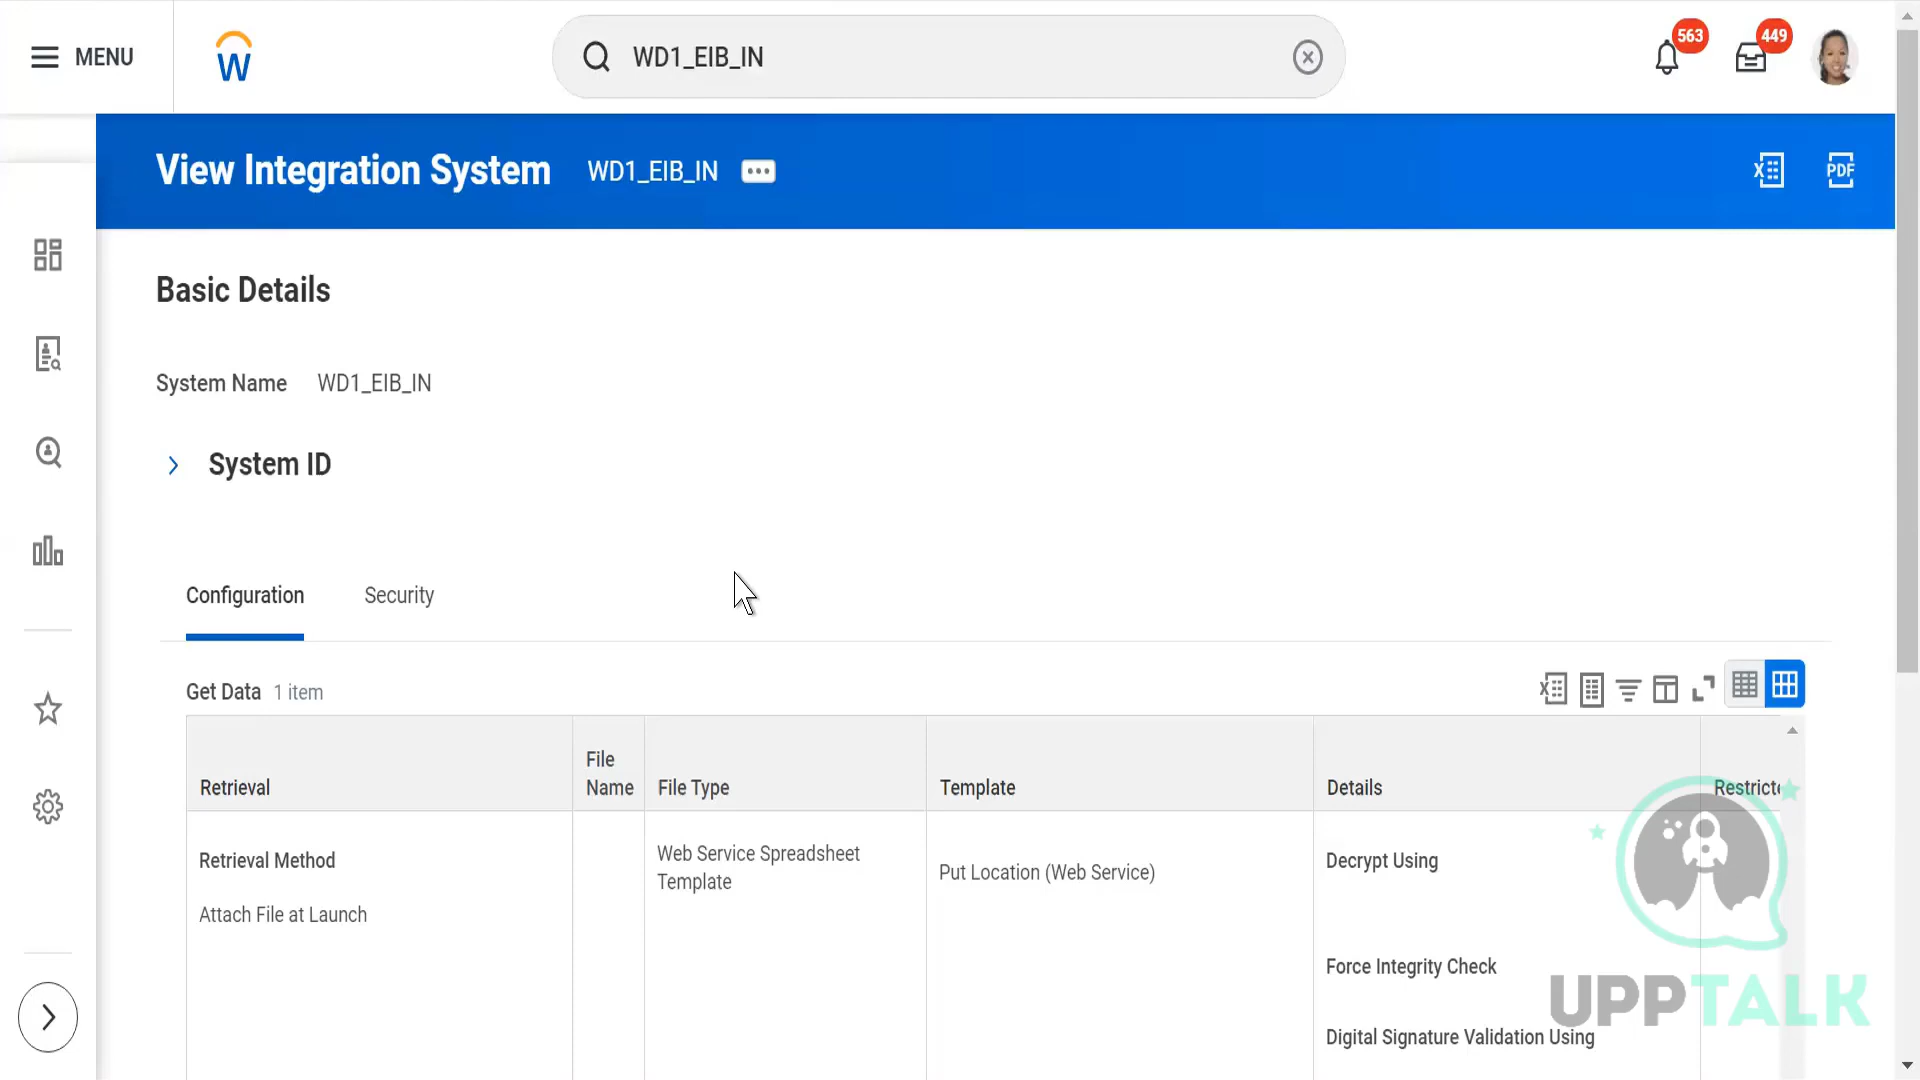 MENU
W
WD1_EIB_IN
563
449
View Integration System
WD1_EIB_IN
X
PDF
Basic Details
System Name
WD1_EIB_IN
System ID
Configuration
Security
Get Data 1 item
X
Retrieval
File
Name
File Type
Template
Details
Restricte
Retrieval Method
Attach File at Launch
Web Service Spreadsheet
Template
Put Location (Web Service)
Decrypt Using
Force Integrity Check
Digital Signature Validation Using
UPPTALK